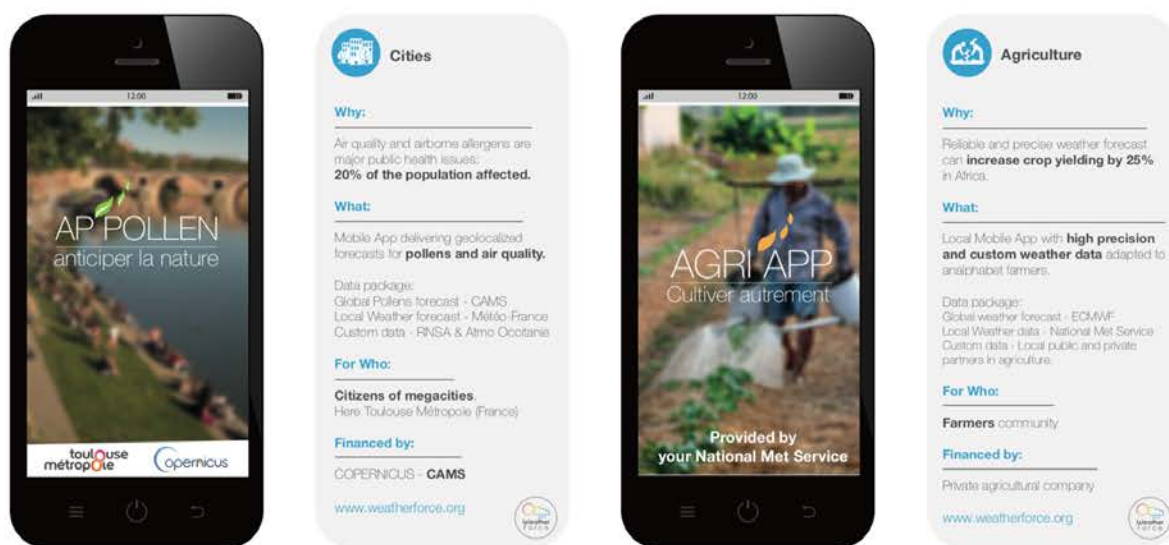 12:00
AP'POLLEN
anticiper la nature
toulouse
métropole
Copernicus
Cities
Why:
Air quality and airborne allergens are
major public health issues:
20% of the population affected.
What:
Mobile App delivering geolocalized
forecasts for pollens and air quality.
Data package:
Global Pollens forecast - CAMS
Local Weather forecast - Météo-France
Custom data - RNSA & Atmo Occitanie
For Who:
Citizens of megacities.
Here Toulouse Métropole (France)
Financed by:
COPERNICUS - CAMS
www.weatherforce.org
weather
force
12:00
AGRI APP
Cultiver autrement
Provided by
your National Met Service
Agriculture
Why:
Reliable and precise weather forecast
can increase crop yielding by 25%
in Africa.
What:
Local Mobile App with high precision
and custom weather data adapted to
analphabet farmers.
Data package:
Global weather forecast - ECMWF
Local Weather data - National Met Service
Custom data - Local public and private
partners in agriculture.
For Who:
Farmers community
Financed by:
Private agricultural company
www.weatherforce.org
weather
force